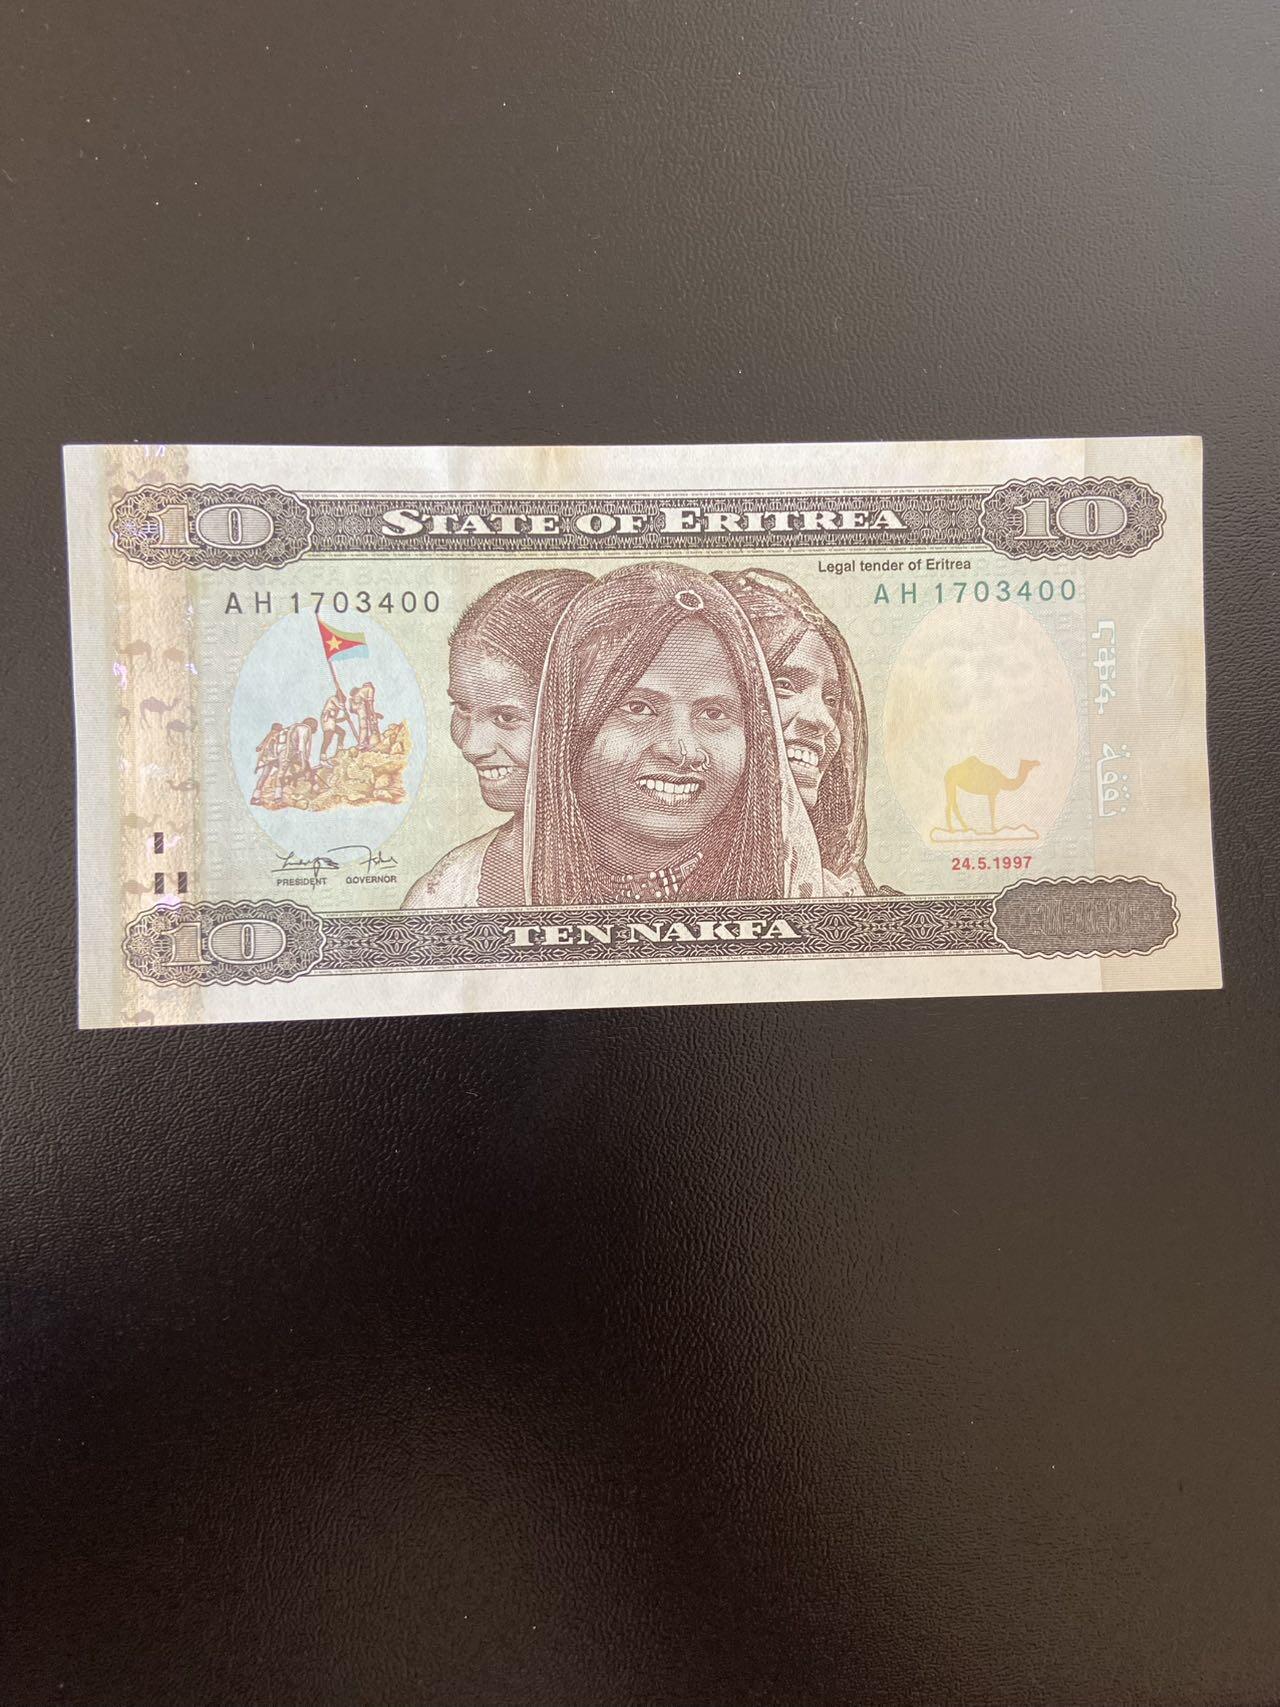 10 STATE OF ERITREA 10
Legal tender of Eritrea
AH 1703400 AH 1703400
ናቕፋ نقفة
24.5.1997
PRESIDENT GOVERNOR
10 TEN NAKFA